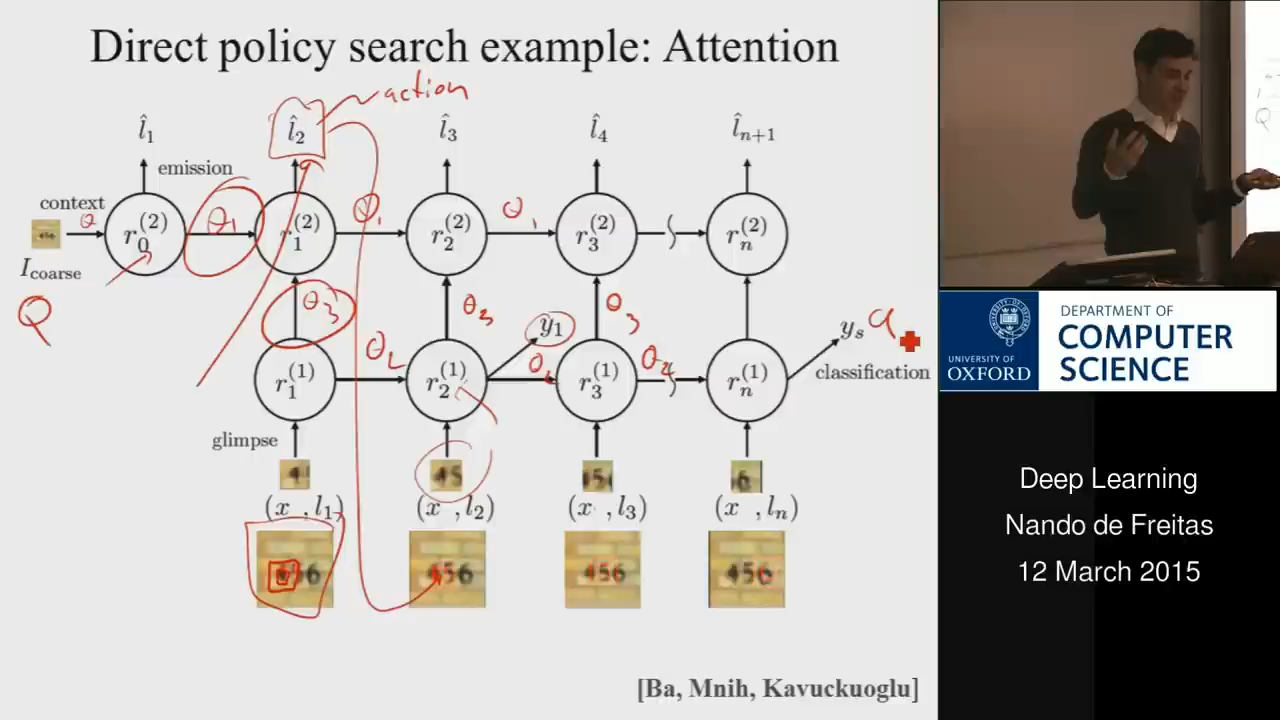 Direct policy search example: Attention
action
l̂₁ l̂₂ l̂₃ l̂₄ l̂ₙ₊₁
emission
context
θ θ₁ θ₁ θ₁
r₀⁽²⁾ r₁⁽²⁾ r₂⁽²⁾ r₃⁽²⁾ rₙ⁽²⁾
I_coarse
Q
θ₃ θ₃ θ₃
y₁ yₛ a
θ₂ θ₂
r₁⁽¹⁾ r₂⁽¹⁾ r₃⁽¹⁾ rₙ⁽¹⁾
classification
glimpse
45
(x ,l₁) (x ,l₂) (x ,l₃) (x ,lₙ)
456 456 456 456
[Ba, Mnih, Kavuckuoglu]
UNIVERSITY OF
OXFORD
DEPARTMENT OF
COMPUTER
SCIENCE
Deep Learning
Nando de Freitas
12 March 2015